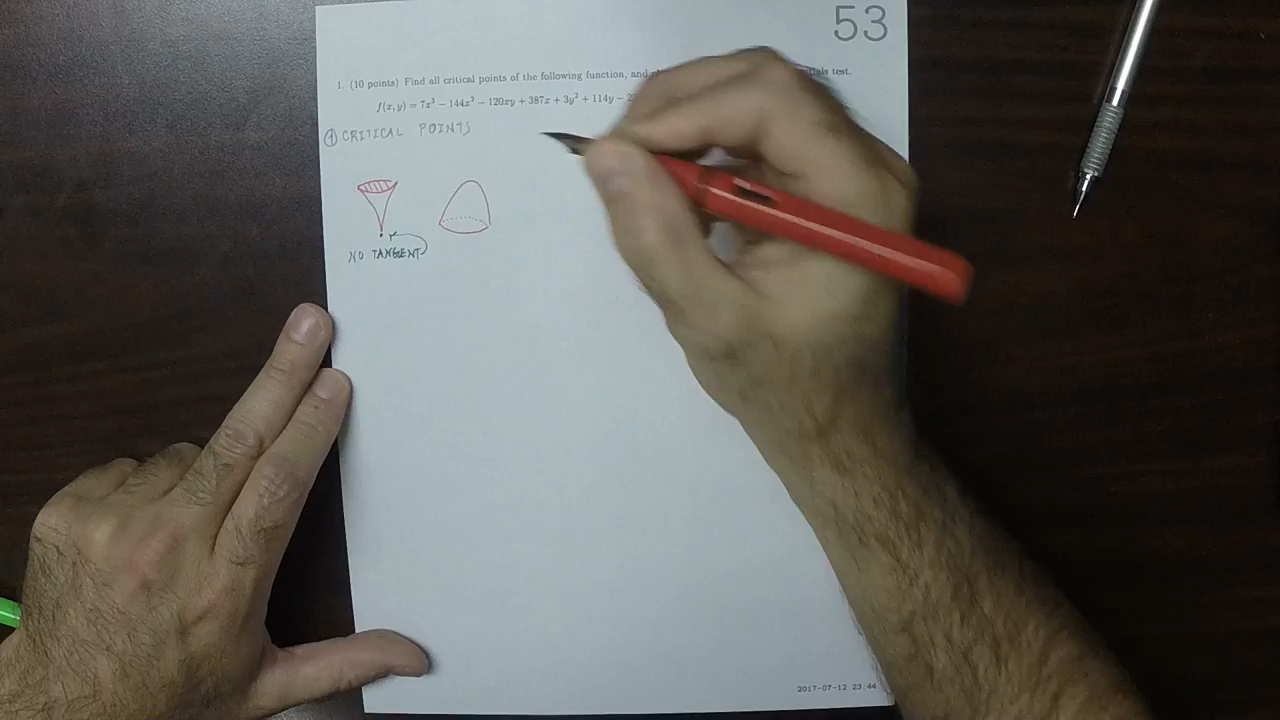 53
1. (10 points) Find all critical points of the following function, and test.
f(x, y) = 7x³ − 144x² − 120xy + 387x + 3y² + 114y −
1 CRITICAL POINTS
NO TANGENT
2017-07-12 23:44